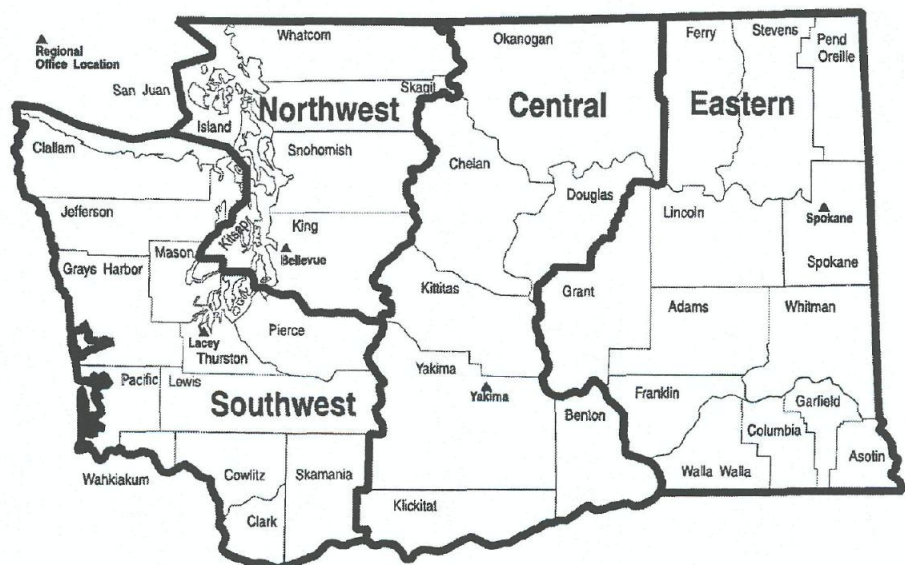 Whatcom
Okanogan
Ferry
Stevens
Pend
Oreille
Regional
Office Location
San Juan
Skagit
Northwest
Central
Eastern
Island
Clallam
Snohomish
Chelan
Douglas
Jefferson
Kitsap
King
Lincoln
Spokane
Mason
Bellevue
Spokane
Grays Harbor
Kittitas
Grant
Adams
Whitman
Pierce
Lacey
Thurston
Pacific
Lewis
Yakima
Yakima
Franklin
Garfield
Southwest
Benton
Columbia
Asotin
Wahkiakum
Cowlitz
Skamania
Walla Walla
Klickitat
Clark